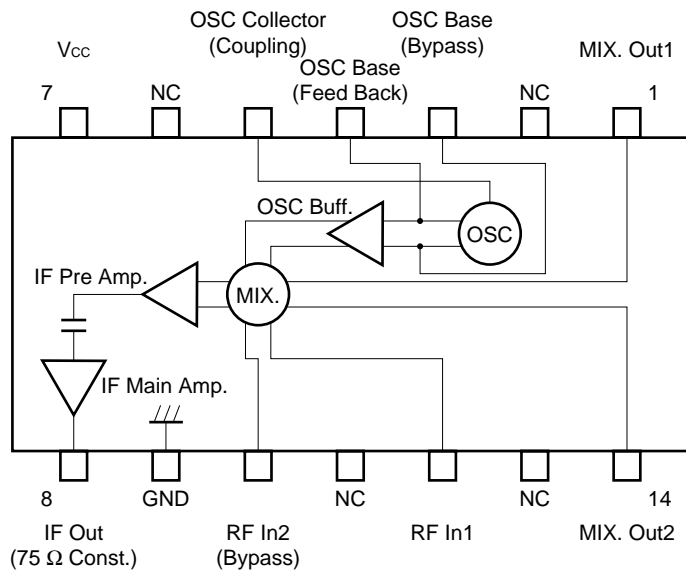 OSC Collector
(Coupling)
OSC Base
(Bypass)
VCC
OSC Base
(Feed Back)
MIX. Out1
7
NC
NC
1
OSC Buff.
OSC
IF Pre Amp.
MIX.
IF Main Amp.
8
GND
NC
NC
14
IF Out
(75 Ω Const.)
RF In2
(Bypass)
RF In1
MIX. Out2